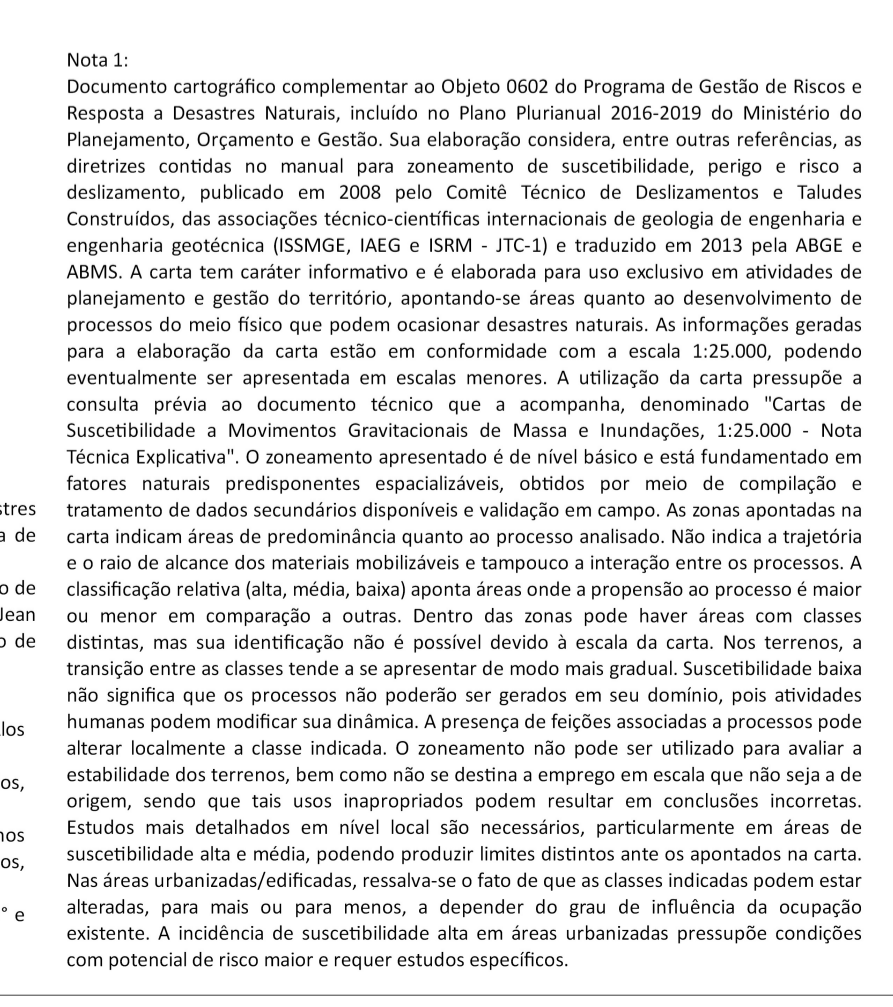 Nota 1:
Documento cartográfico complementar ao Objeto 0602 do Programa de Gestão de Riscos e
Resposta a Desastres Naturais, incluído no Plano Plurianual 2016-2019 do Ministério do
Planejamento, Orçamento e Gestão. Sua elaboração considera, entre outras referências, as
diretrizes contidas no manual para zoneamento de suscetibilidade, perigo e risco a
deslizamento, publicado em 2008 pelo Comitê Técnico de Deslizamentos e Taludes
Construídos, das associações técnico-científicas internacionais de geologia de engenharia e
engenharia geotécnica (ISSMGE, IAEG e ISRM - JTC-1) e traduzido em 2013 pela ABGE e
ABMS. A carta tem caráter informativo e é elaborada para uso exclusivo em atividades de
planejamento e gestão do território, apontando-se áreas quanto ao desenvolvimento de
processos do meio físico que podem ocasionar desastres naturais. As informações geradas
para a elaboração da carta estão em conformidade com a escala 1:25.000, podendo
eventualmente ser apresentada em escalas menores. A utilização da carta pressupõe a
consulta prévia ao documento técnico que a acompanha, denominado "Cartas de
Suscetibilidade a Movimentos Gravitacionais de Massa e Inundações, 1:25.000 - Nota
Técnica Explicativa". O zoneamento apresentado é de nível básico e está fundamentado em
fatores naturais predisponentes espacializáveis, obtidos por meio de compilação e
tratamento de dados secundários disponíveis e validação em campo. As zonas apontadas na
carta indicam áreas de predominância quanto ao processo analisado. Não indica a trajetória
e o raio de alcance dos materiais mobilizáveis e tampouco a interação entre os processos. A
classificação relativa (alta, média, baixa) aponta áreas onde a propensão ao processo é maior
ou menor em comparação a outras. Dentro das zonas pode haver áreas com classes
distintas, mas sua identificação não é possível devido à escala da carta. Nos terrenos, a
transição entre as classes tende a se apresentar de modo mais gradual. Suscetibilidade baixa
não significa que os processos não poderão ser gerados em seu domínio, pois atividades
humanas podem modificar sua dinâmica. A presença de feições associadas a processos pode
alterar localmente a classe indicada. O zoneamento não pode ser utilizado para avaliar a
estabilidade dos terrenos, bem como não se destina a emprego em escala que não seja a de
origem, sendo que tais usos inapropriados podem resultar em conclusões incorretas.
Estudos mais detalhados em nível local são necessários, particularmente em áreas de
suscetibilidade alta e média, podendo produzir limites distintos ante os apontados na carta.
Nas áreas urbanizadas/edificadas, ressalva-se o fato de que as classes indicadas podem estar
alteradas, para mais ou para menos, a depender do grau de influência da ocupação
existente. A incidência de suscetibilidade alta em áreas urbanizadas pressupõe condições
com potencial de risco maior e requer estudos específicos.
de
de
Jean
de
° e